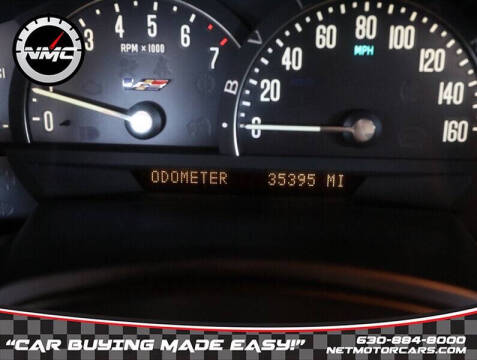 NMC
3
4
5
6
7
0
RPM x 1000
V
B
0
20
40
60
80
100
120
140
160
MPH
ODOMETER 35395 MI
"CAR BUYING MADE EASY!"
630-884-8000
NETMOTORCARS.COM